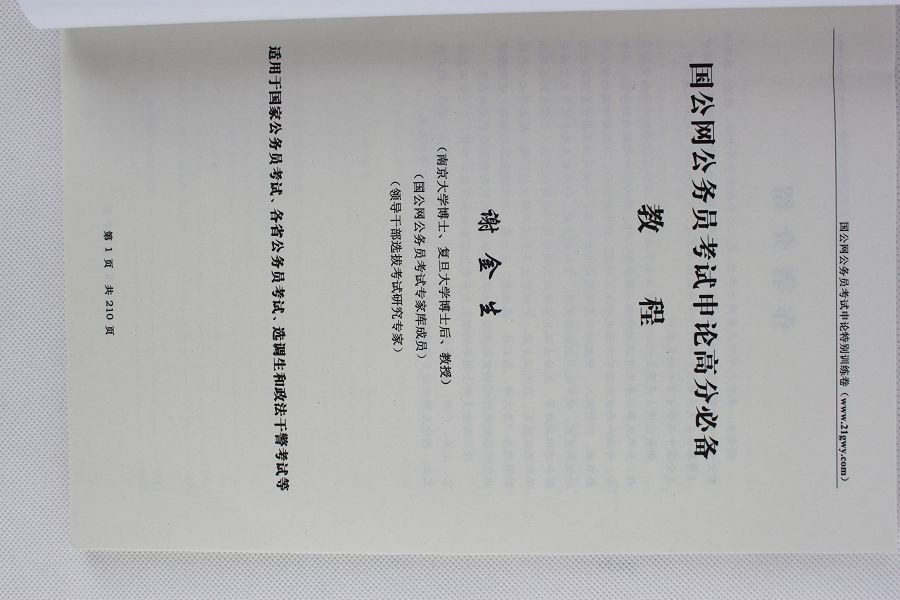 国公网公务员考试申论特别训练卷（www.21gwy.com）
国公网公务员考试申论高分必备
教 程
谢 金 生
（南京大学博士、复旦大学博士后、教授）
（国公网公务员考试专家库成员）
（领导干部选拔考试研究专家）
适用于国家公务员考试、各省公务员考试、选调生和政法干警考试等
第 1 页 共 210 页